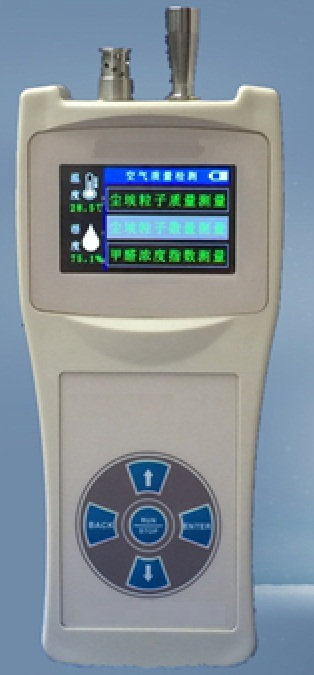 空气质量检测
温度
28.5℃
湿度
75.1%
尘埃粒子质量测量
尘埃粒子数量测量
甲醛浓度指数测量
BACK
RUN
STOP
ENTER